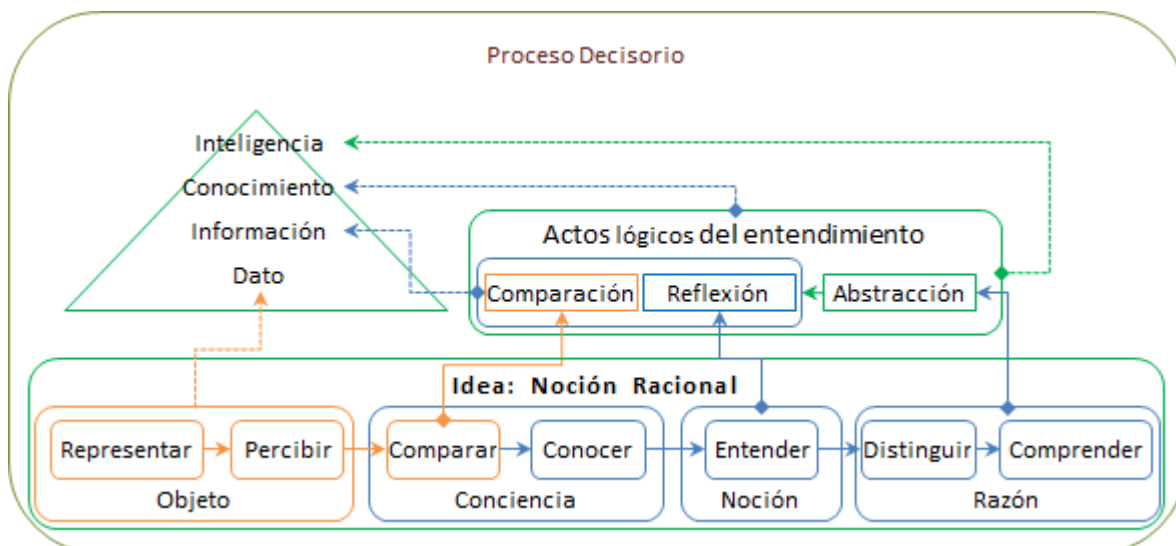 Proceso Decisorio
Inteligencia
Conocimiento
Información
Dato
Actos lógicos del entendimiento
Comparación Reflexión Abstracción
Idea: Noción Racional
Representar Percibir Comparar Conocer Entender Distinguir Comprender
Objeto Conciencia Noción Razón